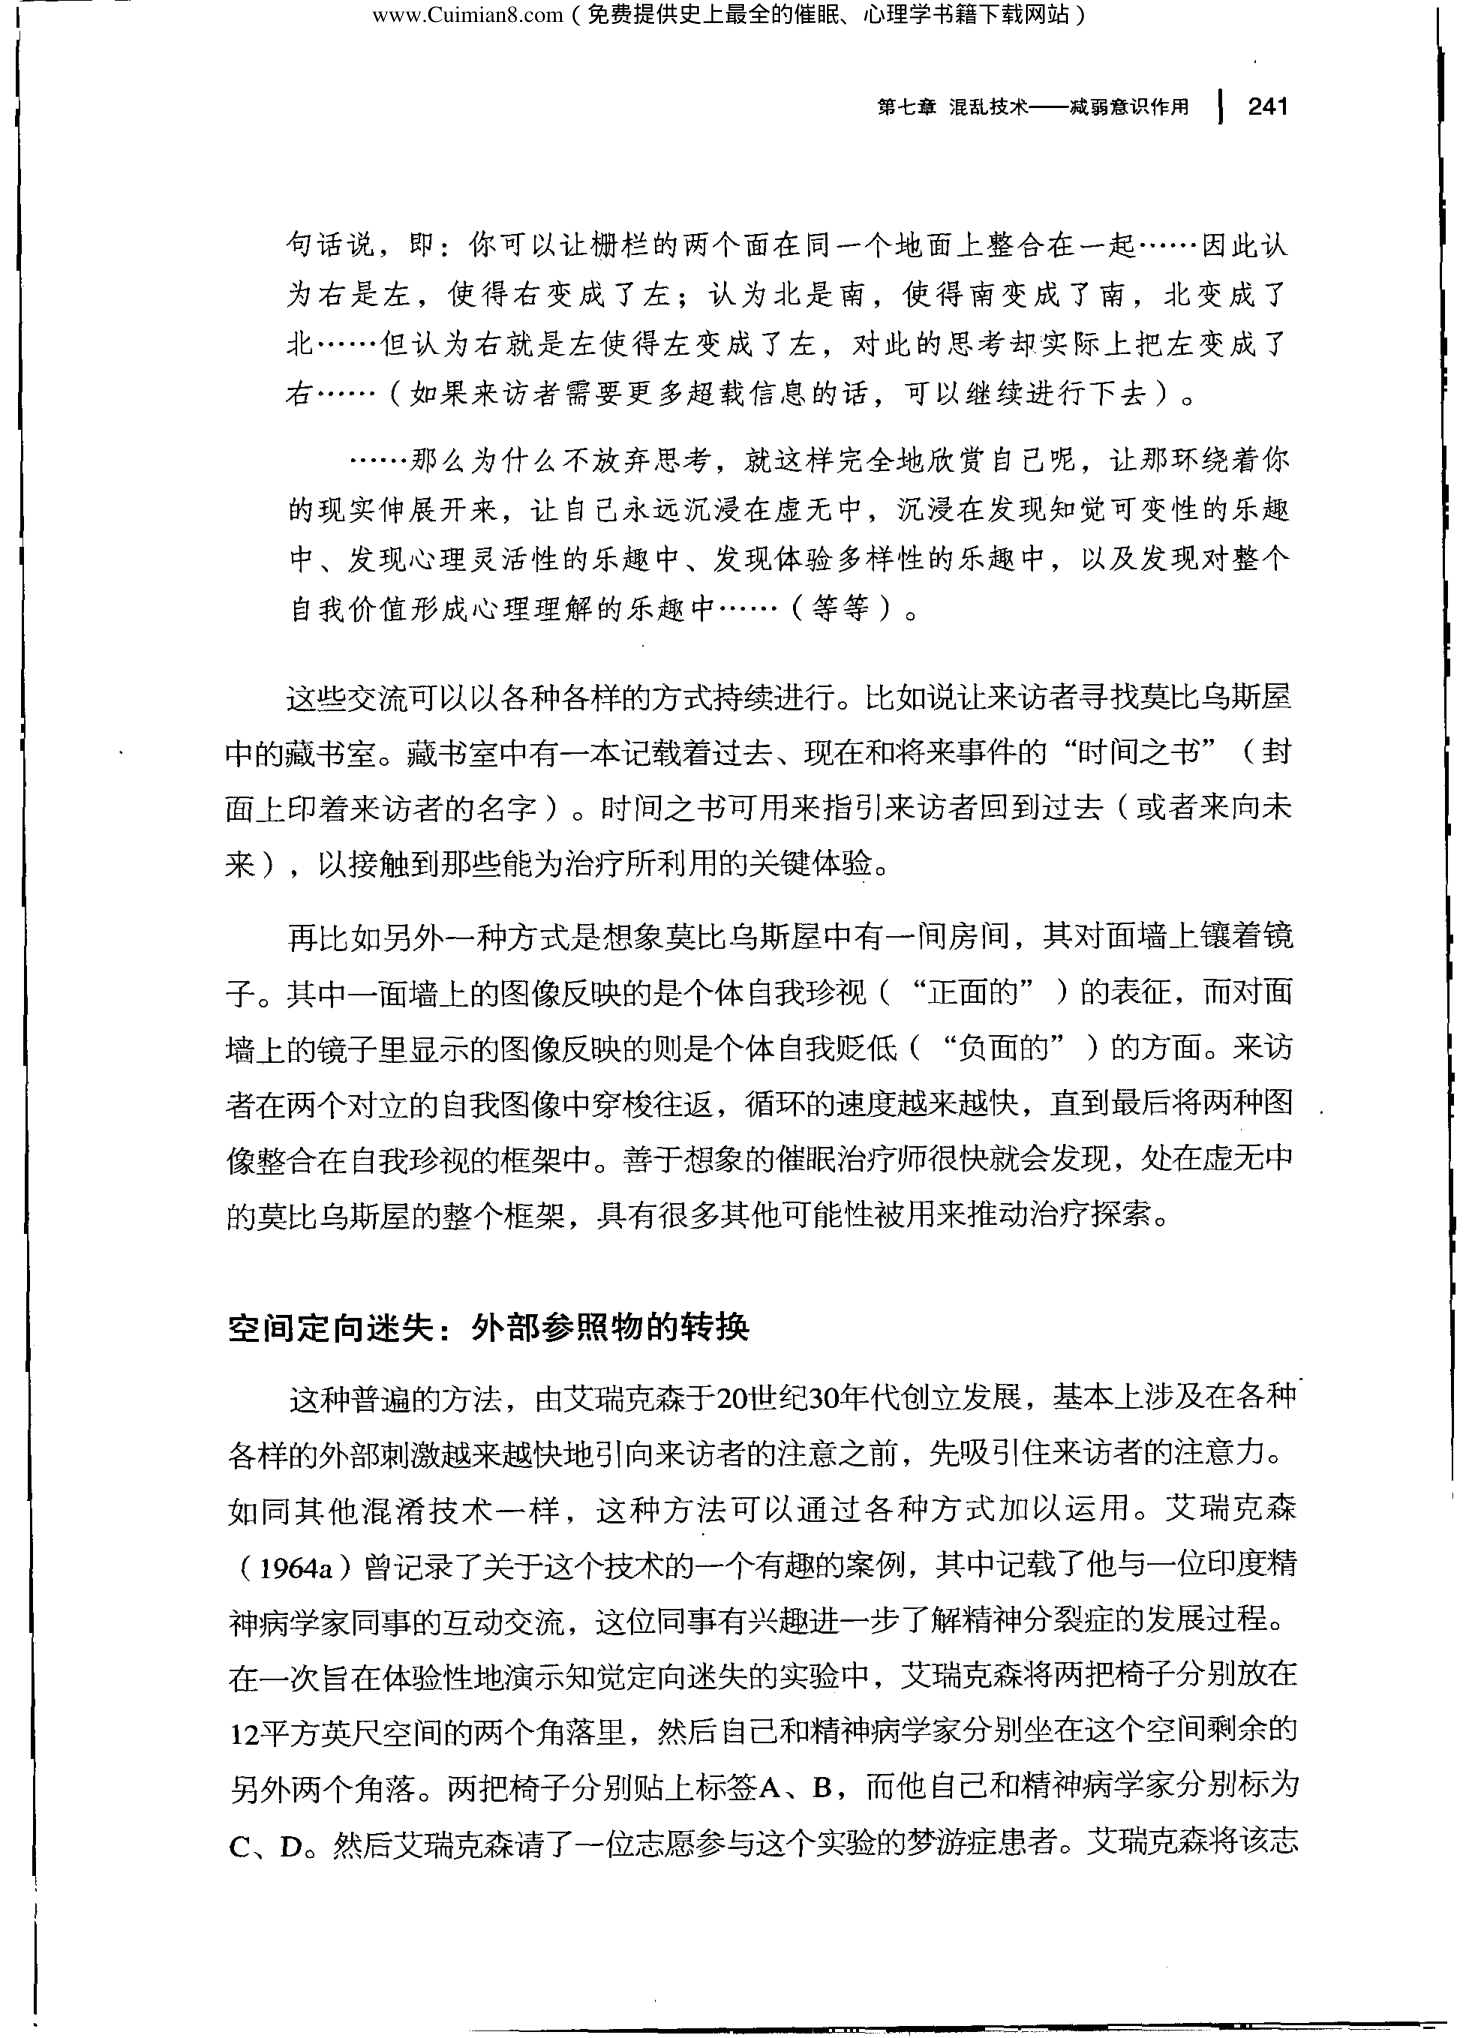 www.Cuimian8.com（免费提供史上最全的催眠、心理学书籍下载网站）
第七章 混乱技术——减弱意识作用 241
句话说，即：你可以让栅栏的两个面在同一个地面上整合在一起……因此认
为右是左，使得右变成了左；认为北是南，使得南变成了南，北变成了
北……但认为右就是左使得左变成了左，对此的思考却实际上把左变成了
右……（如果来访者需要更多超载信息的话，可以继续进行下去）。
……那么为什么不放弃思考，就这样完全地欣赏自己呢，让那环绕着你
的现实伸展开来，让自己永远沉浸在虚无中，沉浸在发现知觉可变性的乐趣
中、发现心理灵活性的乐趣中、发现体验多样性的乐趣中，以及发现对整个
自我价值形成心理理解的乐趣中……（等等）。
这些交流可以以各种各样的方式持续进行。比如说让来访者寻找莫比乌斯屋
中的藏书室。藏书室中有一本记载着过去、现在和将来事件的“时间之书”（封
面上印着来访者的名字）。时间之书可用来指引来访者回到过去（或者来向未
来），以接触到那些能为治疗所利用的关键体验。
再比如另外一种方式是想象莫比乌斯屋中有一间房间，其对面墙上镶着镜
子。其中一面墙上的图像反映的是个体自我珍视（“正面的”）的表征，而对面
墙上的镜子里显示的图像反映的则是个体自我贬低（“负面的”）的方面。来访
者在两个对立的自我图像中穿梭往返，循环的速度越来越快，直到最后将两种图
像整合在自我珍视的框架中。善于想象的催眠治疗师很快就会发现，处在虚无中
的莫比乌斯屋的整个框架，具有很多其他可能性被用来推动治疗探索。
空间定向迷失：外部参照物的转换
这种普遍的方法，由艾瑞克森于20世纪30年代创立发展，基本上涉及在各种
各样的外部刺激越来越快地引向来访者的注意之前，先吸引住来访者的注意力。
如同其他混淆技术一样，这种方法可以通过各种方式加以运用。艾瑞克森
（1964a）曾记录了关于这个技术的一个有趣的案例，其中记载了他与一位印度精
神病学家同事的互动交流，这位同事有兴趣进一步了解精神分裂症的发展过程。
在一次旨在体验性地演示知觉定向迷失的实验中，艾瑞克森将两把椅子分别放在
12平方英尺空间的两个角落里，然后自己和精神病学家分别坐在这个空间剩余的
另外两个角落。两把椅子分别贴上标签A、B，而他自己和精神病学家分别标为
C、D。然后艾瑞克森请了一位志愿参与这个实验的梦游症患者。艾瑞克森将该志